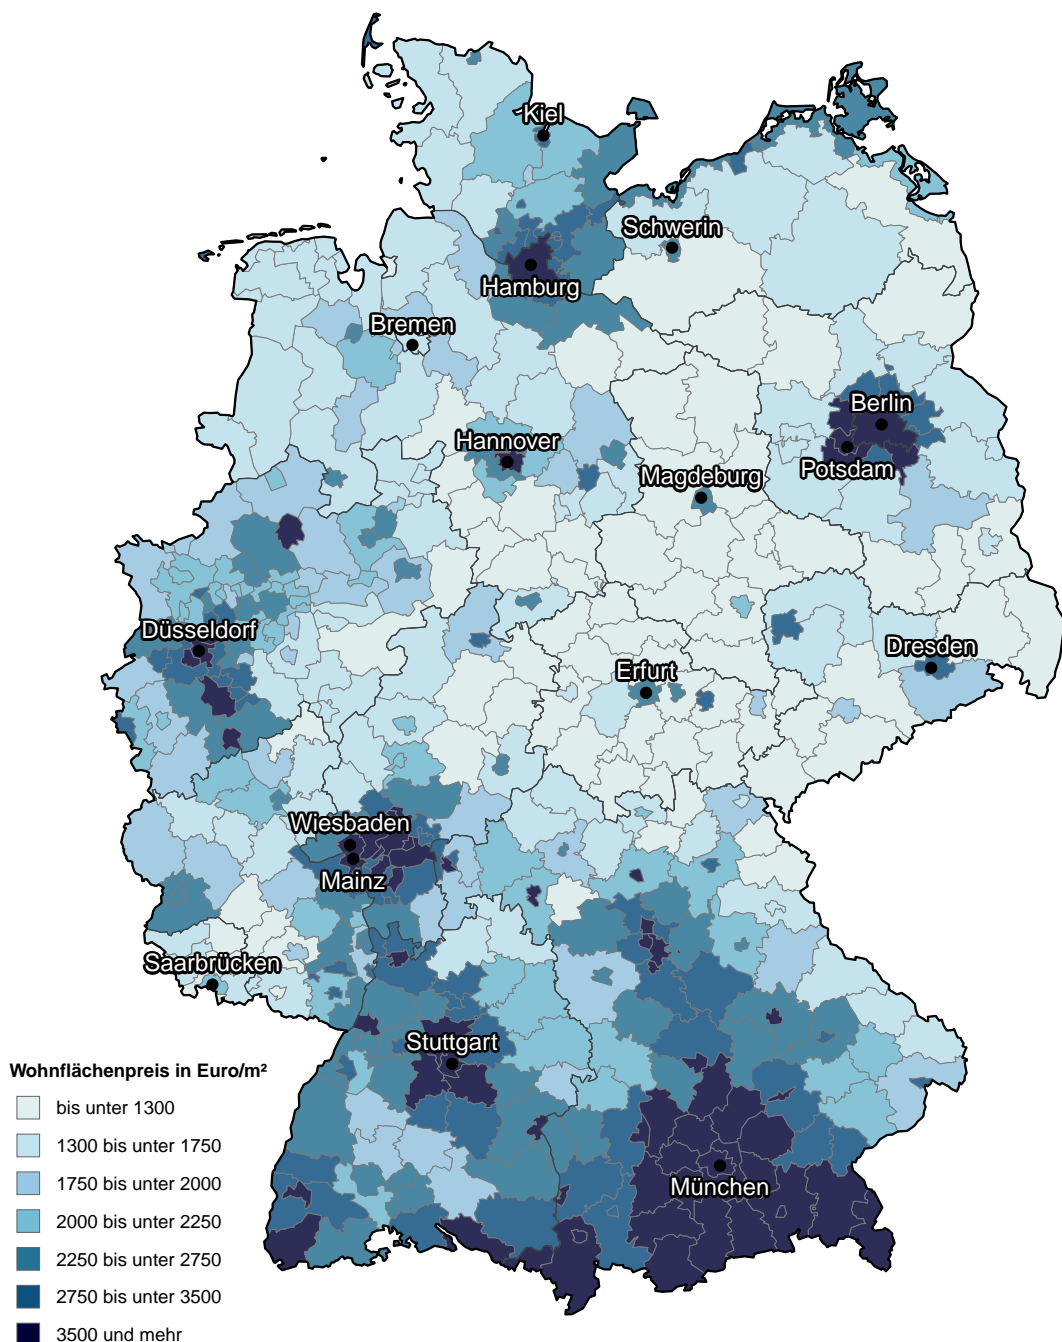 Kiel
Schwerin
Hamburg
Bremen
Berlin
Hannover
Potsdam
Magdeburg
Düsseldorf
Dresden
Erfurt
Wiesbaden
Mainz
Saarbrücken
Stuttgart
München
Wohnflächenpreis in Euro/m²
bis unter 1300
1300 bis unter 1750
1750 bis unter 2000
2000 bis unter 2250
2250 bis unter 2750
2750 bis unter 3500
3500 und mehr